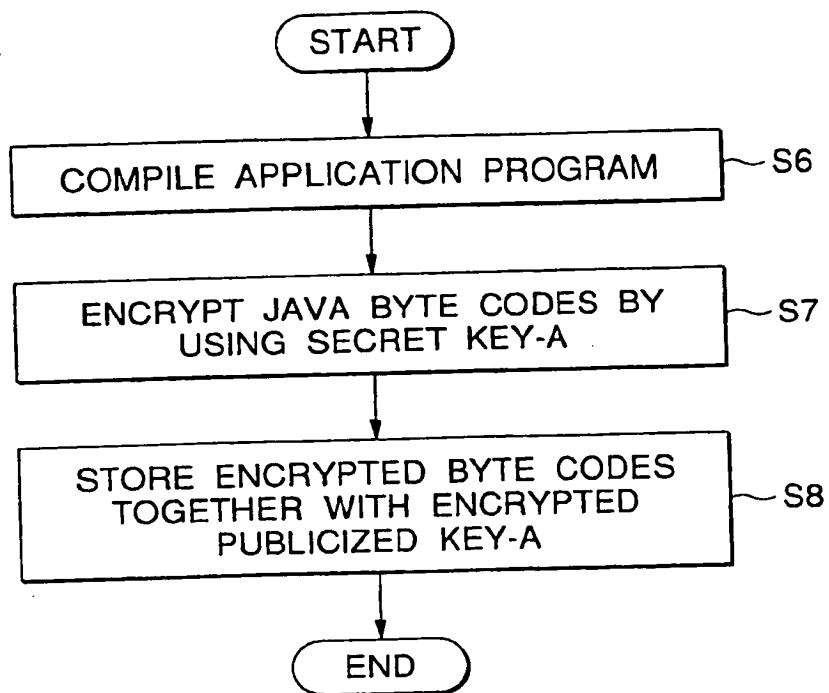 START
COMPILE APPLICATION PROGRAM
S6
ENCRYPT JAVA BYTE CODES BY
USING SECRET KEY-A
S7
STORE ENCRYPTED BYTE CODES
TOGETHER WITH ENCRYPTED
PUBLICIZED KEY-A
S8
END